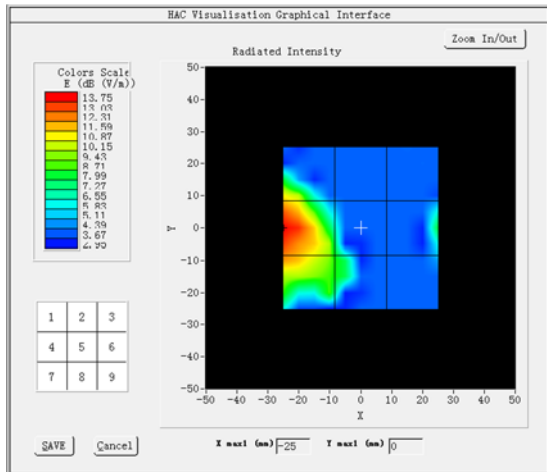 HAC Visualisation Graphical Interface
Zoom In/Out
Radiated Intensity
Colors Scale
E (dB (V/m))
13.75
13.03
12.31
11.59
10.87
10.15
9.43
8.71
7.99
7.27
6.55
5.83
5.11
4.39
3.67
2.95
50
40
30
20
10
0
-10
-20
-30
-40
-50
Y
-50 -40 -30 -20 -10 0 10 20 30 40 50
X
1 2 3
4 5 6
7 8 9
SAVE
Cancel
X max1 (mm) -25
Y max1 (mm) 0